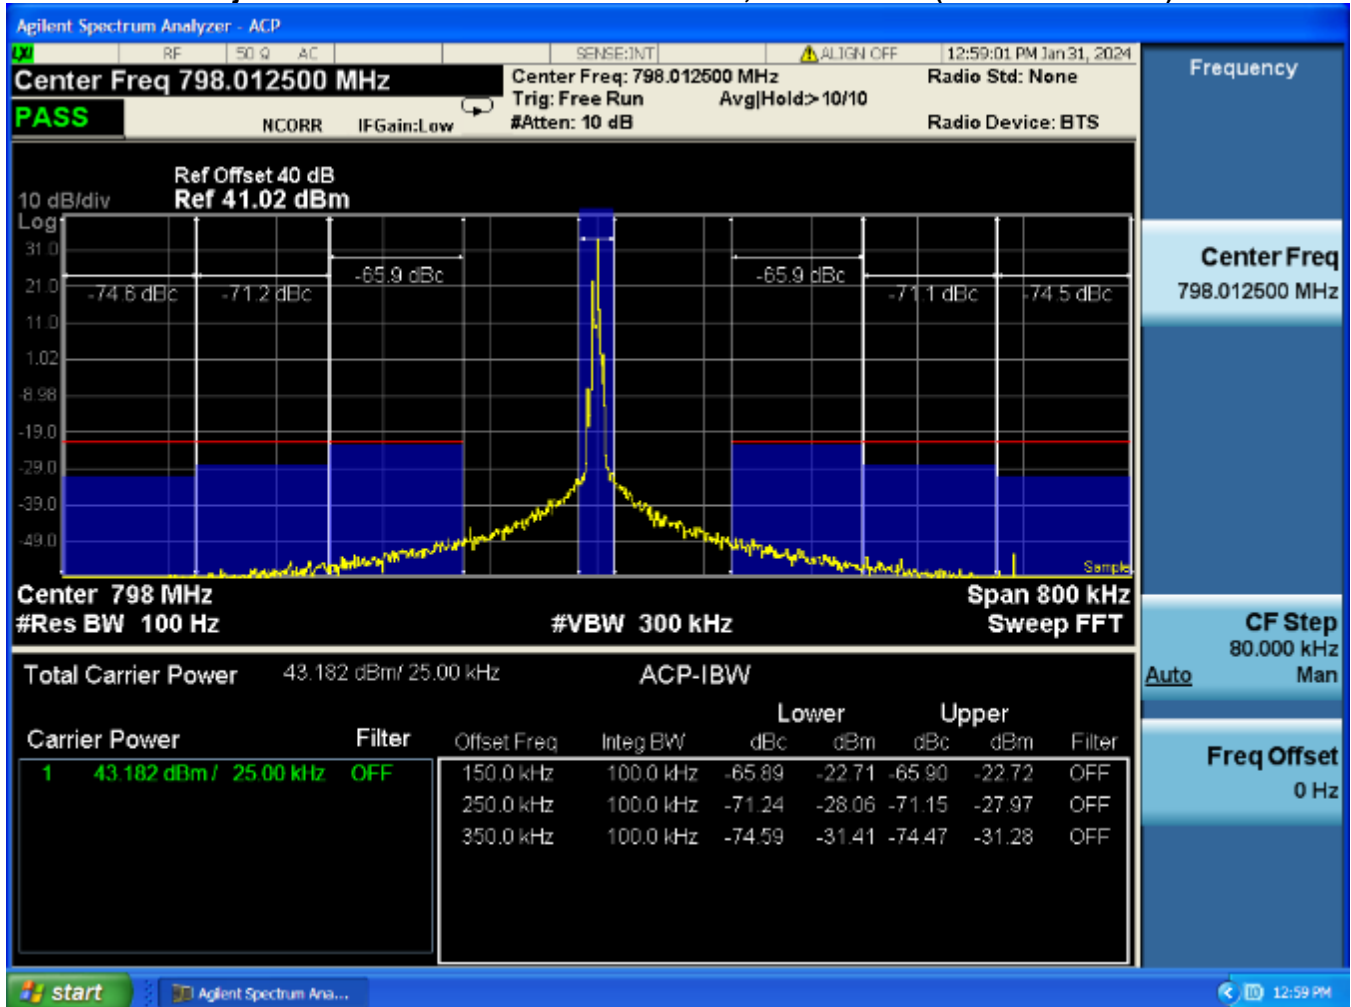 Agilent Spectrum Analyzer - ACP
LXI RF 50 Ω AC SENSE:INT ALIGN OFF 12:59:01 PM Jan 31, 2024
Center Freq 798.012500 MHz
Center Freq: 798.012500 MHz Radio Std: None
Trig: Free Run Avg|Hold:> 10/10
PASS NCORR IFGain:Low #Atten: 10 dB Radio Device: BTS
Ref Offset 40 dB
10 dB/div Ref 41.02 dBm
Log
31.0
-65.9 dBc -65.9 dBc
21.0 -74.6 dBc -71.2 dBc -71.1 dBc -74.5 dBc
11.0
1.02
-8.98
-19.0
-29.0
-39.0
-49.0
Sample
Center 798 MHz Span 800 kHz
#Res BW 100 Hz #VBW 300 kHz Sweep FFT
Total Carrier Power 43.182 dBm/ 25.00 kHz ACP-IBW
Lower Upper
Carrier Power Filter Offset Freq Integ BW dBc dBm dBc dBm Filter
1 43.182 dBm / 25.00 kHz OFF 150.0 kHz 100.0 kHz -65.89 -22.71 -65.90 -22.72 OFF
250.0 kHz 100.0 kHz -71.24 -28.06 -71.15 -27.97 OFF
350.0 kHz 100.0 kHz -74.59 -31.41 -74.47 -31.28 OFF
Frequency
Center Freq
798.012500 MHz
CF Step
80.000 kHz
Auto Man
Freq Offset
0 Hz
start Agilent Spectrum Ana... 12:59 PM